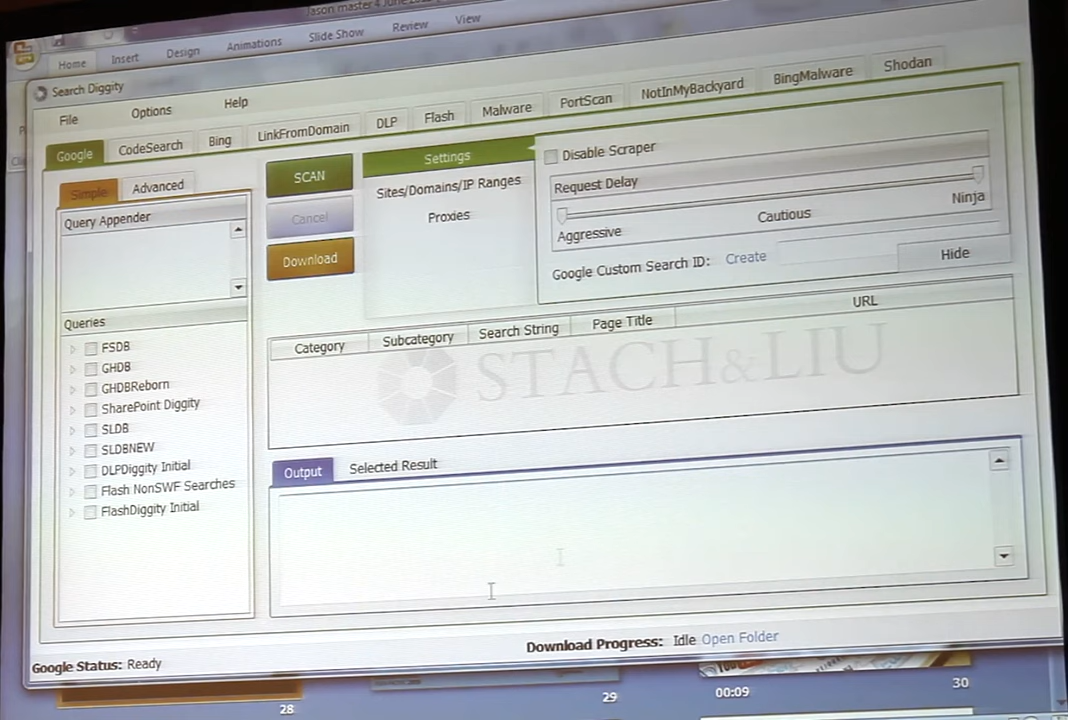 Jason master 4 June
Home Insert Design Animations Slide Show Review View
Search Diggity
File Options Help
Google CodeSearch Bing LinkFromDomain DLP Flash Malware PortScan NotInMyBackyard BingMalware Shodan
Simple Advanced
Query Appender
Queries
FSDB
GHDB
GHDBReborn
SharePoint Diggity
SLDB
SLDBNEW
DLPDiggity Initial
Flash NonSWF Searches
FlashDiggity Initial
SCAN
Cancel
Download
Settings
Sites/Domains/IP Ranges
Proxies
Disable Scraper
Request Delay
Aggressive Cautious Ninja
Google Custom Search ID: Create Hide
Category Subcategory Search String Page Title URL
STACH&LIU
Output Selected Result
Google Status: Ready
Download Progress: Idle Open Folder
28 29 00:09 30